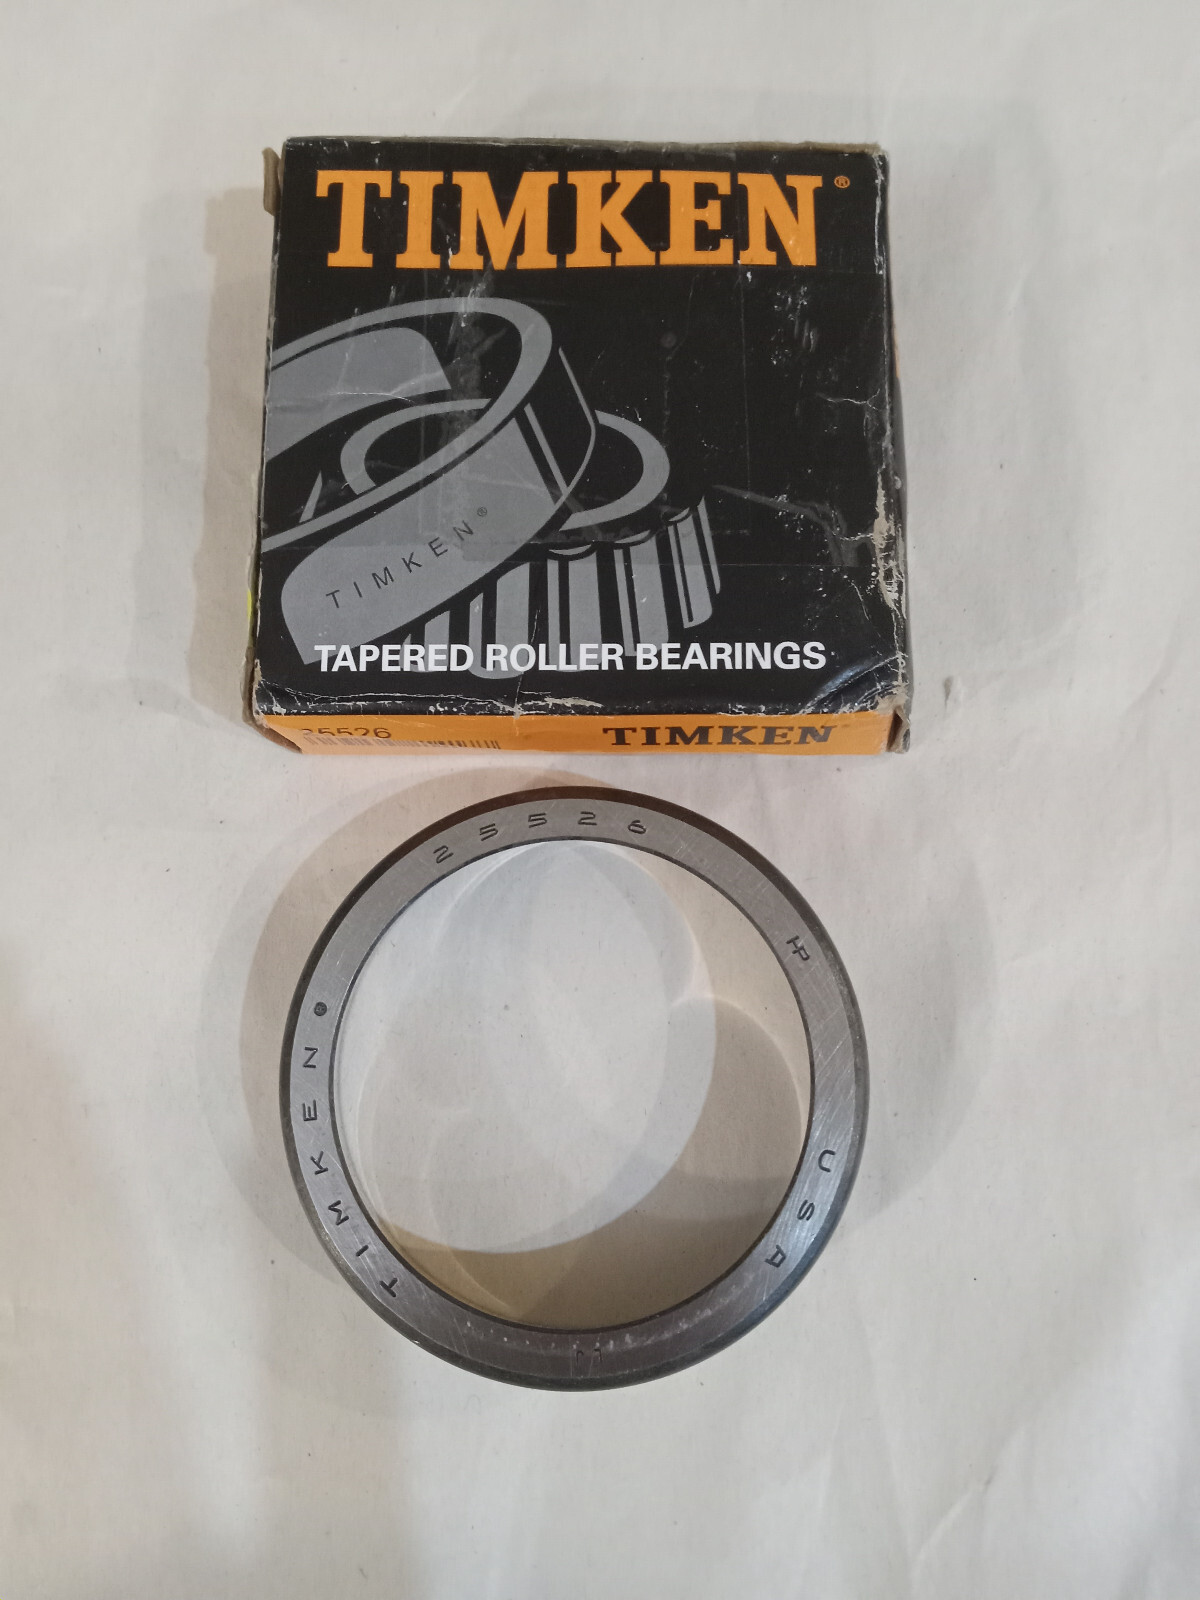 TIMKEN®
TIMKEN®
TAPERED ROLLER BEARINGS
25526 TIMKEN
25526
HP
TIMKEN®
USA